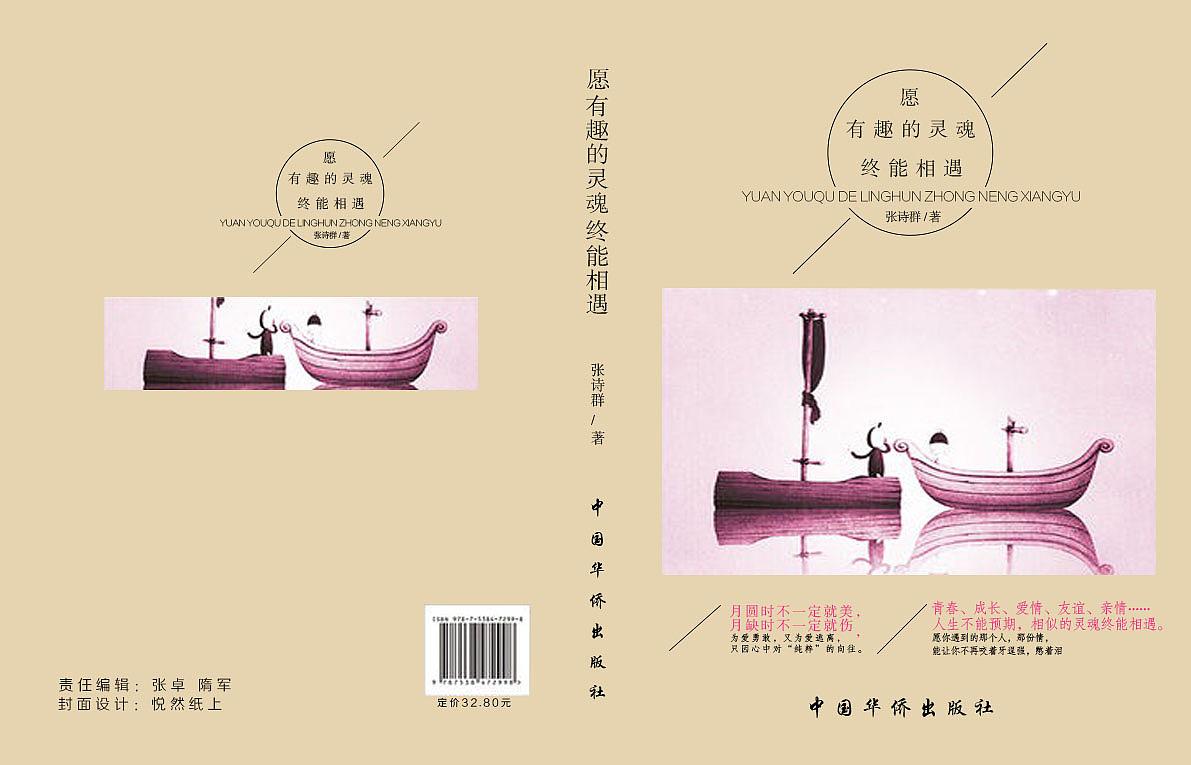 愿
有趣的灵魂
终能相遇
YUAN YOUQU DE LINGHUN ZHONG NENG XIANGYU
张诗群/著
ISBN 978-7-5384-7299-8
9 787538 472998 >
定价32.80元
责任编辑：张卓 隋军
封面设计：悦然纸上
愿有趣的灵魂终能相遇
张诗群/著
中国华侨出版社
愿
有趣的灵魂
终能相遇
YUAN YOUQU DE LINGHUN ZHONG NENG XIANGYU
张诗群/著
月圆时不一定就美，
月缺时不一定就伤，
为爱勇敢，又为爱逃离，
只因心中对“纯粹”的向往。
青春、成长、爱情、友谊、亲情……
人生不能预期，相似的灵魂终能相遇。
愿你遇到的那个人，那份情，
能让你不再咬着牙逞强，憋着泪
中国华侨出版社